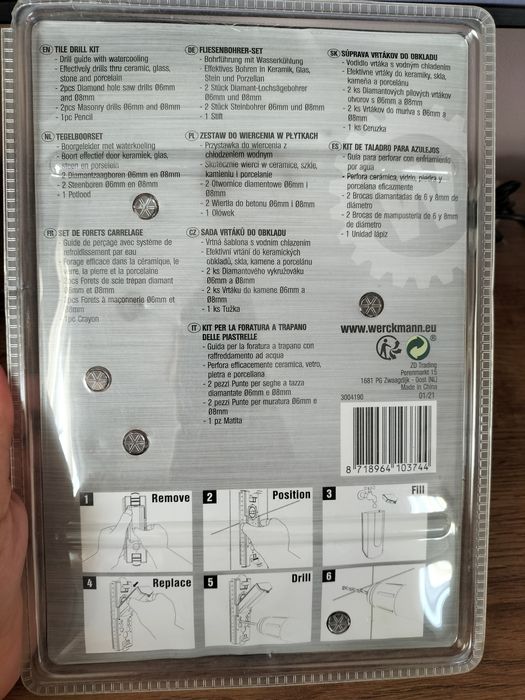 EN TILE DRILL KIT
- Drill guide with watercooling
- Effectively drills thru ceramic, glass,
stone and porcelain
- 2pcs Diamond hole saw drills Ø6mm
and Ø8mm
- 2pcs Masonry drills Ø6mm and Ø8mm
- 1pc Pencil
NL TEGELBOORSET
- Boorgeleider met waterkoeling
- Boort effectief door keramiek, glas,
steen en porselein
- 2 Diamantzaagboren Ø6mm en Ø8mm
- 2 Steenboren Ø6mm en Ø8mm
- 1 Potlood
FR SET DE FORETS CARRELAGE
- Guide de perçage avec système de
refroidissement par eau
- Forage efficace dans la céramique, le
verre, la pierre et la porcelaine
- 2pcs Forets de scie trépan diamant
Ø6mm et Ø8mm
- 2pcs Forets à maçonnerie Ø6mm et
Ø8mm
- 1pc Crayon
DE FLIESENBOHRER-SET
- Bohrführung mit Wasserkühlung
- Effektives Bohren in Keramik, Glas,
Stein und Porzellan
- 2 Stück Diamant-Lochsägebohrer
Ø6mm und Ø8mm
- 2 Stück Steinbohrer Ø6mm und Ø8mm
- 1 Stift
PL ZESTAW DO WIERCENIA W PŁYTKACH
- Przystawka do wiercenia z
chłodzeniem wodnym
- Skutecznie wierci w ceramice, szkle,
kamieniu i porcelanie
- 2 Otwornice diamentowe Ø6mm i
Ø8mm
- 2 Wiertła do betonu Ø6mm i Ø8mm
- 1 Ołówek
CZ SADA VRTÁKŮ DO OBKLADU
- Vrtná šablona s vodním chlazením
- Efektivní vrtání do keramických
obkladů, skla, kamene a porcelánu
- 2 ks Diamantového vykružováku
Ø6mm a Ø8mm
- 2 ks Vrtáku do kamene Ø6mm a
Ø8mm
- 1 ks Tužka
IT KIT PER LA FORATURA A TRAPANO
DELLE PIASTRELLE
- Guida per la foratura a trapano con
raffreddamento ad acqua
- Perfora efficacemente ceramica, vetro,
pietra e porcellana
- 2 pezzi Punte per seghe a tazza
diamantate Ø6mm e Ø8mm
- 2 pezzi Punte per muratura Ø6mm e
Ø8mm
- 1 pz Matita
SK SÚPRAVA VRTÁKOV DO OBKLADU
- Vodidlo vrtáka s vodným chladením
- Efektívne vrtáky do keramiky, skla,
kameňa a porcelánu
- 2 ks Diamantových pílových vrtákov
otvorov s Ø6mm a Ø8mm
- 2 ks Vrtákov do muriva s Ø6mm a
Ø8mm
- 1 ks Ceruzka
ES KIT DE TALADRO PARA AZULEJOS
- Guía para perforar con enfriamiento
por agua
- Perfora cerámica, vidrio, piedra y
porcelana eficazmente
- 2 Brocas diamantadas de 6 y 8mm de
diámetro
- 2 Brocas de mampostería de 6 y 8mm
de diámetro
- 1 Unidad lápiz
www.werckmann.eu
ZD Trading
Perenmarkt 15
1681 PG Zwaagdijk - Oost (NL)
Made in China
3004190 01/21
8 718964 103744
1 Remove
2 Position
3 Fill
4 Replace
5 Drill
6